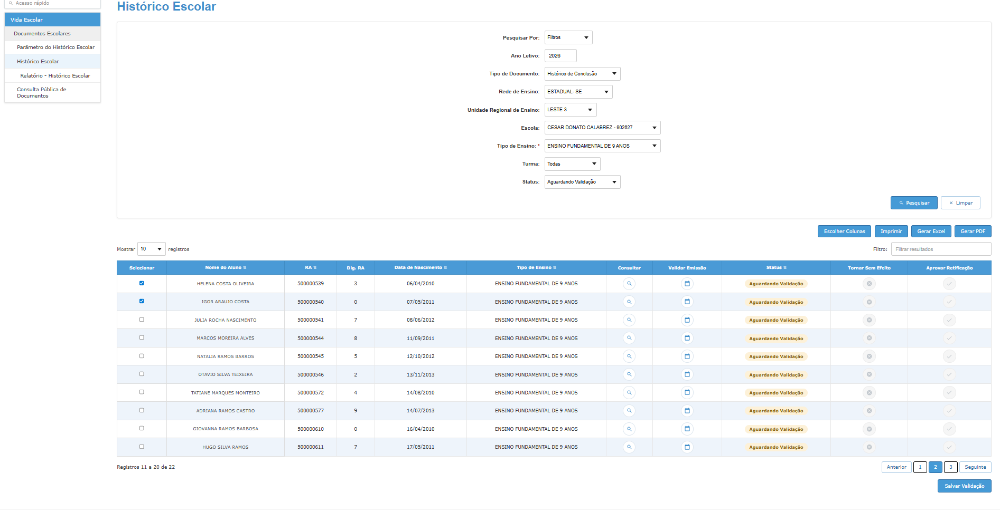 Acesso rápido
Histórico Escolar
Vida Escolar
Documentos Escolares
Parâmetro do Histórico Escolar
Histórico Escolar
Relatório - Histórico Escolar
Consulta Pública de
Documentos
Pesquisar Por: Filtros
Ano Letivo: 2026
Tipo de Documento: Histórico de Conclusão
Rede de Ensino: ESTADUAL- SE
Unidade Regional de Ensino: LESTE 3
Escola: CESAR DONATO CALABREZ - 902627
Tipo de Ensino: * ENSINO FUNDAMENTAL DE 9 ANOS
Turma: Todas
Status: Aguardando Validação
Pesquisar Limpar
Escolher Colunas Imprimir Gerar Excel Gerar PDF
Mostrar 10 registros Filtro: Filtrar resultados
Selecionar Nome do Aluno RA Díg. RA Data de Nascimento Tipo de Ensino Consultar Validar Emissão Status Tornar Sem Efeito Aprovar Retificação
HELENA COSTA OLIVEIRA 500000539 3 06/04/2010 ENSINO FUNDAMENTAL DE 9 ANOS Aguardando Validação
IGOR ARAUJO COSTA 500000540 0 07/05/2011 ENSINO FUNDAMENTAL DE 9 ANOS Aguardando Validação
JULIA ROCHA NASCIMENTO 500000541 7 08/06/2012 ENSINO FUNDAMENTAL DE 9 ANOS Aguardando Validação
MARCOS MOREIRA ALVES 500000544 8 11/09/2011 ENSINO FUNDAMENTAL DE 9 ANOS Aguardando Validação
NATALIA RAMOS BARROS 500000545 5 12/10/2012 ENSINO FUNDAMENTAL DE 9 ANOS Aguardando Validação
OTAVIO SILVA TEIXEIRA 500000546 2 13/11/2013 ENSINO FUNDAMENTAL DE 9 ANOS Aguardando Validação
TATIANE MARQUES MONTEIRO 500000572 4 14/08/2010 ENSINO FUNDAMENTAL DE 9 ANOS Aguardando Validação
ADRIANA RAMOS CASTRO 500000577 9 14/07/2013 ENSINO FUNDAMENTAL DE 9 ANOS Aguardando Validação
GIOVANNA RAMOS BARBOSA 500000610 0 16/04/2010 ENSINO FUNDAMENTAL DE 9 ANOS Aguardando Validação
HUGO SILVA RAMOS 500000611 7 17/05/2011 ENSINO FUNDAMENTAL DE 9 ANOS Aguardando Validação
Registros 11 a 20 de 22 Anterior 1 2 3 Seguinte
Salvar Validação